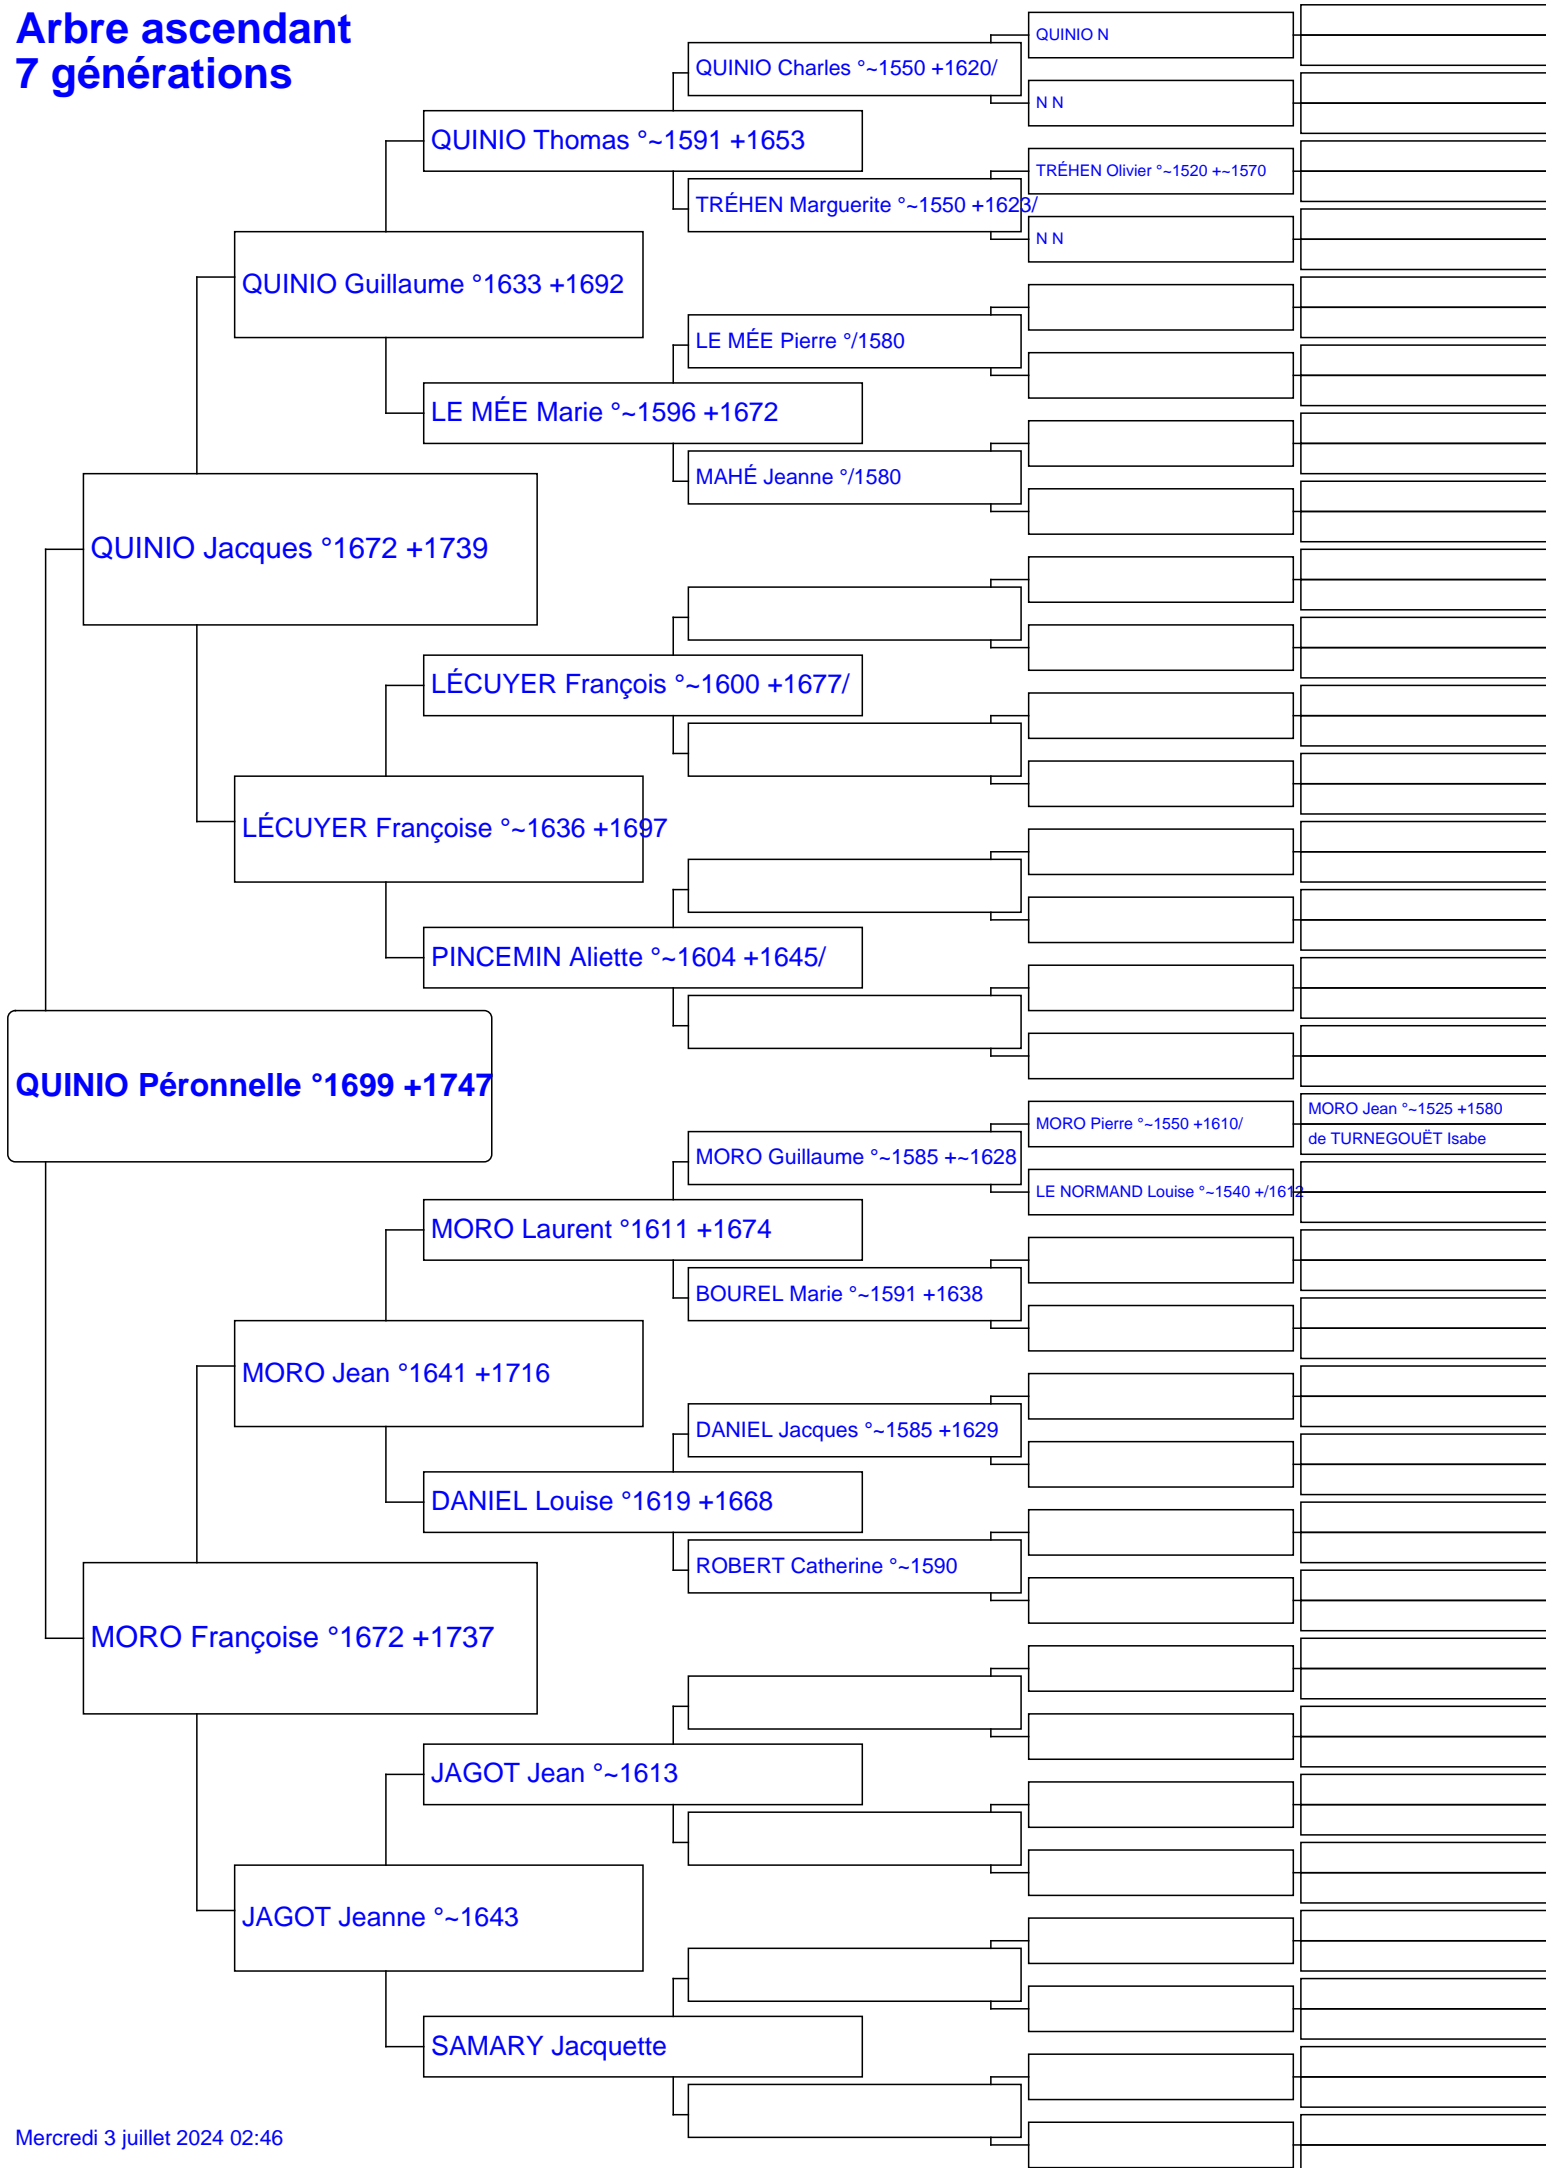 Arbre ascendant
7 générations
QUINIO N
QUINIO Charles °~1550 +1620/
N N
QUINIO Thomas °~1591 +1653
TRÉHEN Olivier °~1520 +~1570
TRÉHEN Marguerite °~1550 +1623/
N N
QUINIO Guillaume °1633 +1692
LE MÉE Pierre °/1580
LE MÉE Marie °~1596 +1672
MAHÉ Jeanne °/1580
QUINIO Jacques °1672 +1739
LÉCUYER François °~1600 +1677/
LÉCUYER Françoise °~1636 +1697
PINCEMIN Aliette °~1604 +1645/
QUINIO Péronnelle °1699 +1747
MORO Jean °~1525 +1580
MORO Pierre °~1550 +1610/
de TURNEGOUËT Isabe
MORO Guillaume °~1585 +~1628
LE NORMAND Louise °~1540 +/1612
MORO Laurent °1611 +1674
BOUREL Marie °~1591 +1638
MORO Jean °1641 +1716
DANIEL Jacques °~1585 +1629
DANIEL Louise °1619 +1668
ROBERT Catherine °~1590
MORO Françoise °1672 +1737
JAGOT Jean °~1613
JAGOT Jeanne °~1643
SAMARY Jacquette
Mercredi 3 juillet 2024 02:46